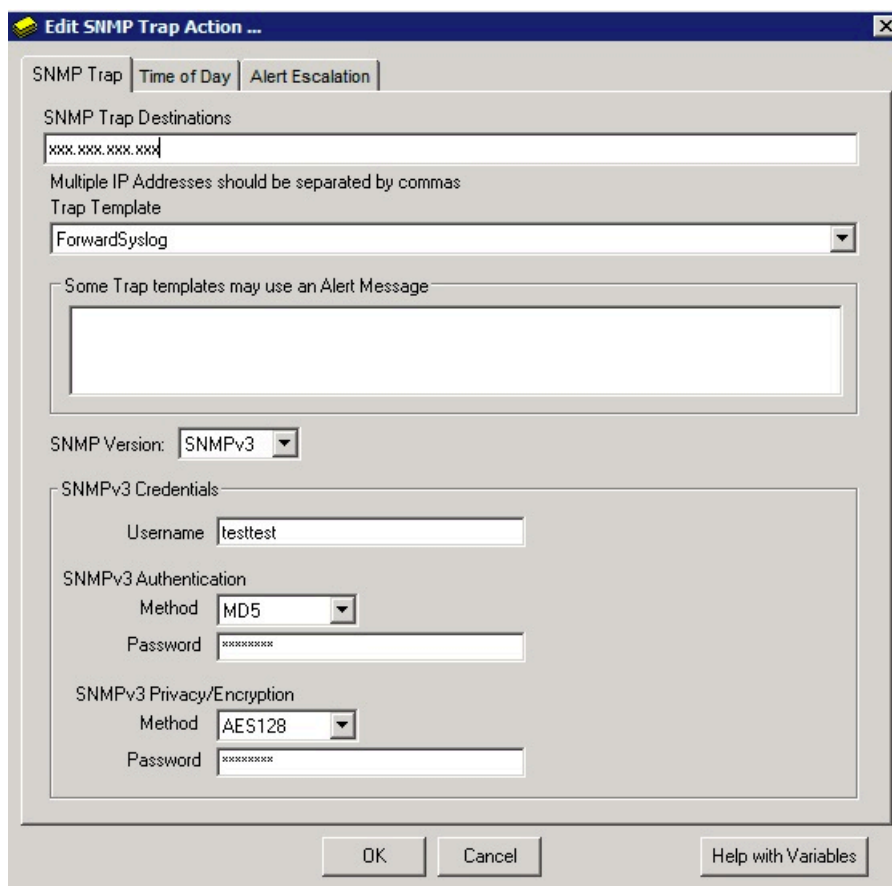 Edit SNMP Trap Action ...
SNMP Trap Time of Day Alert Escalation
SNMP Trap Destinations
xxx.xxx.xxx.xxx
Multiple IP Addresses should be separated by commas
Trap Template
ForwardSyslog
Some Trap templates may use an Alert Message
SNMP Version: SNMPv3
SNMPv3 Credentials
Username testtest
SNMPv3 Authentication
Method MD5
Password ********
SNMPv3 Privacy/Encryption
Method AES128
Password ********
OK Cancel Help with Variables